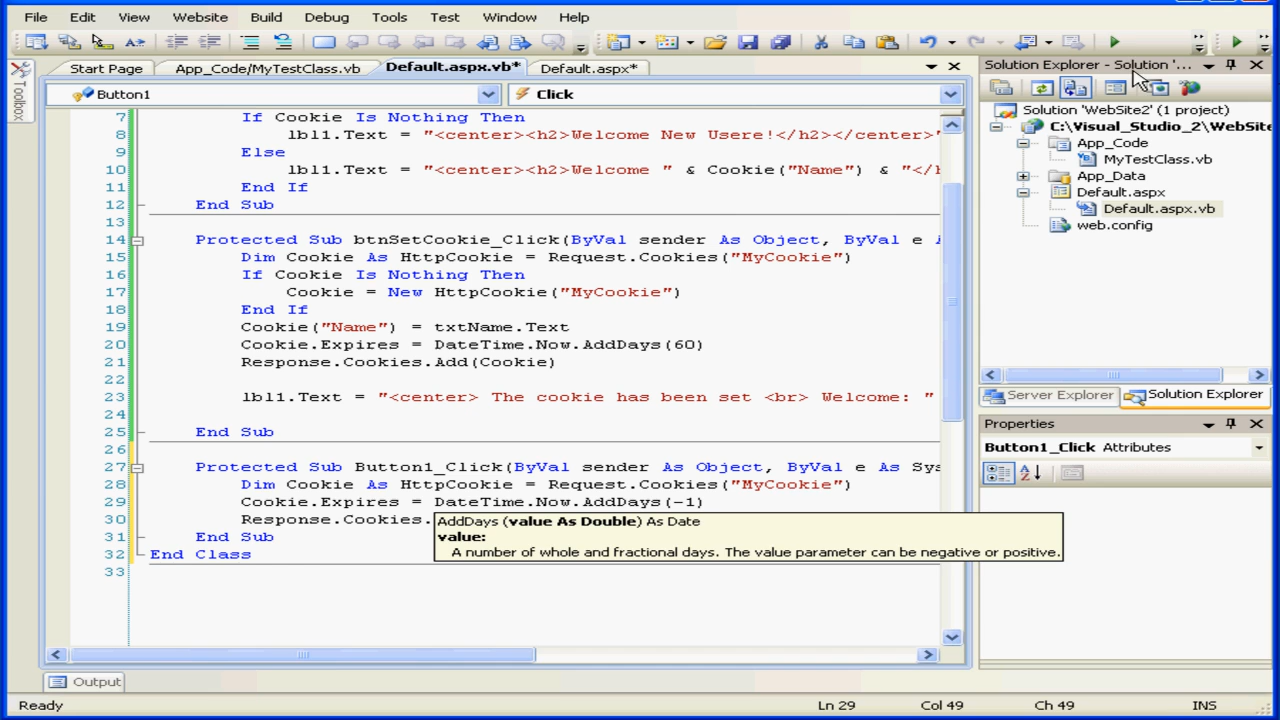 File Edit View Website Build Debug Tools Test Window Help
Start Page App_Code/MyTestClass.vb Default.aspx.vb* Default.aspx*
Toolbox
Button1 Click
7 If Cookie Is Nothing Then
8 lbl1.Text = "<center><h2>Welcome New Usere!</h2></center>"
9 Else
10 lbl1.Text = "<center><h2>Welcome " & Cookie("Name") & "</h
11 End If
12 End Sub
13
14 Protected Sub btnSetCookie_Click(ByVal sender As Object, ByVal e A
15 Dim Cookie As HttpCookie = Request.Cookies("MyCookie")
16 If Cookie Is Nothing Then
17 Cookie = New HttpCookie("MyCookie")
18 End If
19 Cookie("Name") = txtName.Text
20 Cookie.Expires = DateTime.Now.AddDays(60)
21 Response.Cookies.Add(Cookie)
22
23 lbl1.Text = "<center> The cookie has been set <br> Welcome: "
24
25 End Sub
26
27 Protected Sub Button1_Click(ByVal sender As Object, ByVal e As Sys
28 Dim Cookie As HttpCookie = Request.Cookies("MyCookie")
29 Cookie.Expires = DateTime.Now.AddDays(-1)
30 Response.Cookies.
31 End Sub
32 End Class
33
AddDays (value As Double) As Date
value:
A number of whole and fractional days. The value parameter can be negative or positive.
Solution Explorer - Solution '...
Solution 'WebSite2' (1 project)
C:\Visual_Studio_2\WebSite
App_Code
MyTestClass.vb
App_Data
Default.aspx
Default.aspx.vb
web.config
Server Explorer Solution Explorer
Properties
Button1_Click Attributes
Output
Ready Ln 29 Col 49 Ch 49 INS